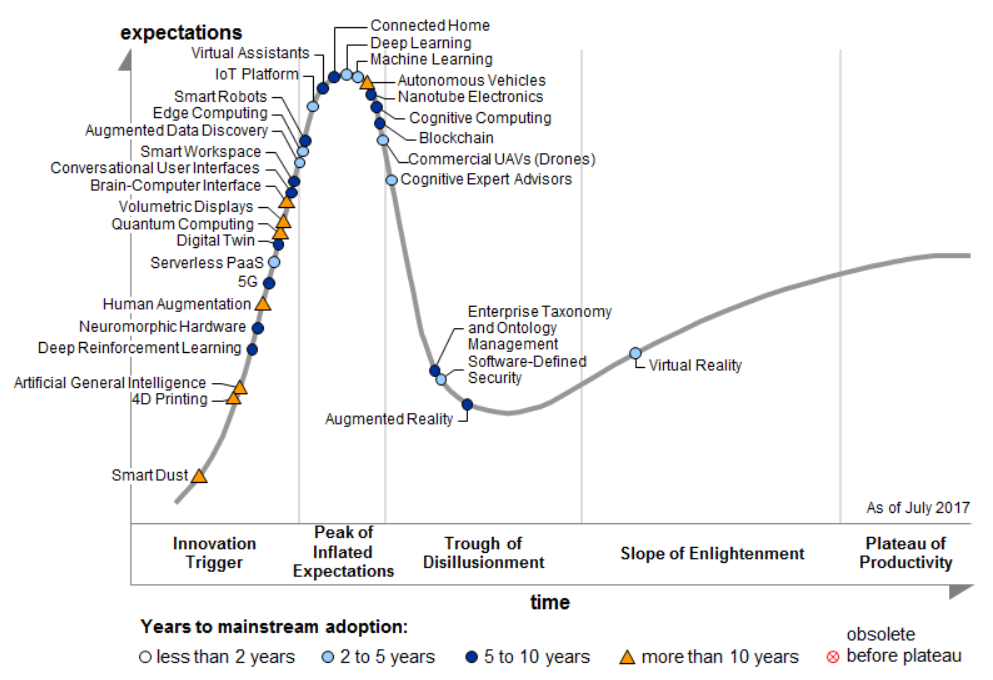 expectations
Connected Home
Deep Learning
Machine Learning
Virtual Assistants
IoT Platform
Autonomous Vehicles
Nanotube Electronics
Smart Robots
Cognitive Computing
Edge Computing
Blockchain
Augmented Data Discovery
Commercial UAVs (Drones)
Smart Workspace
Conversational User Interfaces
Cognitive Expert Advisors
Brain-Computer Interface
Volumetric Displays
Quantum Computing
Digital Twin
Serverless PaaS
5G
Human Augmentation
Neuromorphic Hardware
Deep Reinforcement Learning
Artificial General Intelligence
4D Printing
Smart Dust
Enterprise Taxonomy
and Ontology
Management
Software-Defined
Security
Augmented Reality
Virtual Reality
As of July 2017
Innovation
Trigger
Peak of
Inflated
Expectations
Trough of
Disillusionment
Slope of Enlightenment
Plateau of
Productivity
time
Years to mainstream adoption:
less than 2 years
2 to 5 years
5 to 10 years
more than 10 years
obsolete
before plateau